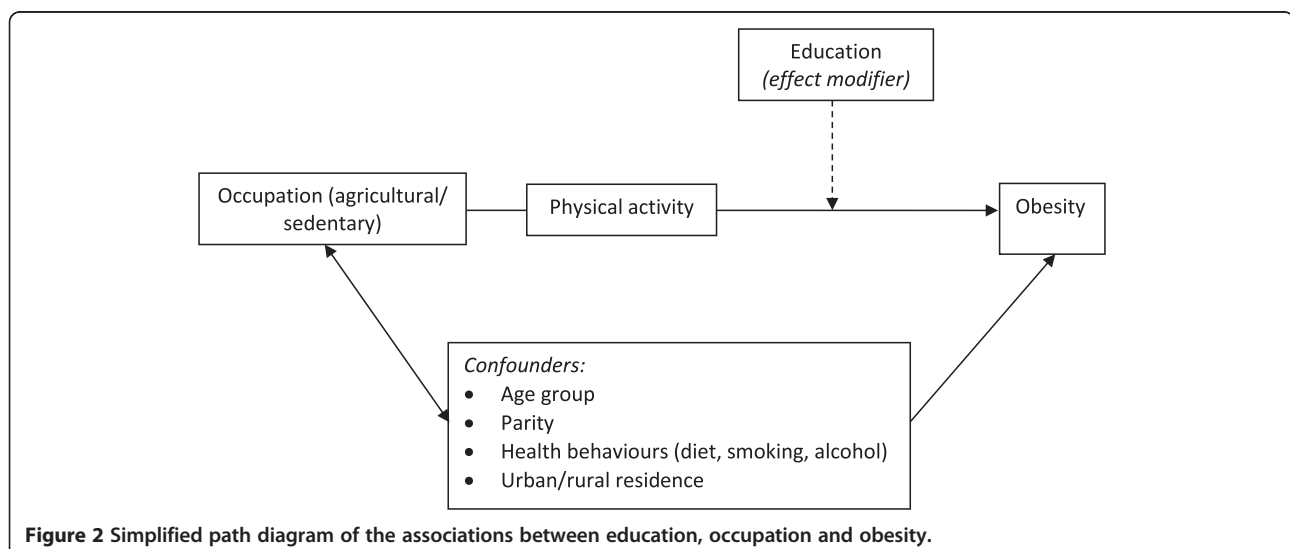 Education
(effect modifier)
Occupation (agricultural/
sedentary)
Physical activity
Obesity
Confounders:
• Age group
• Parity
• Health behaviours (diet, smoking, alcohol)
• Urban/rural residence
Figure 2 Simplified path diagram of the associations between education, occupation and obesity.